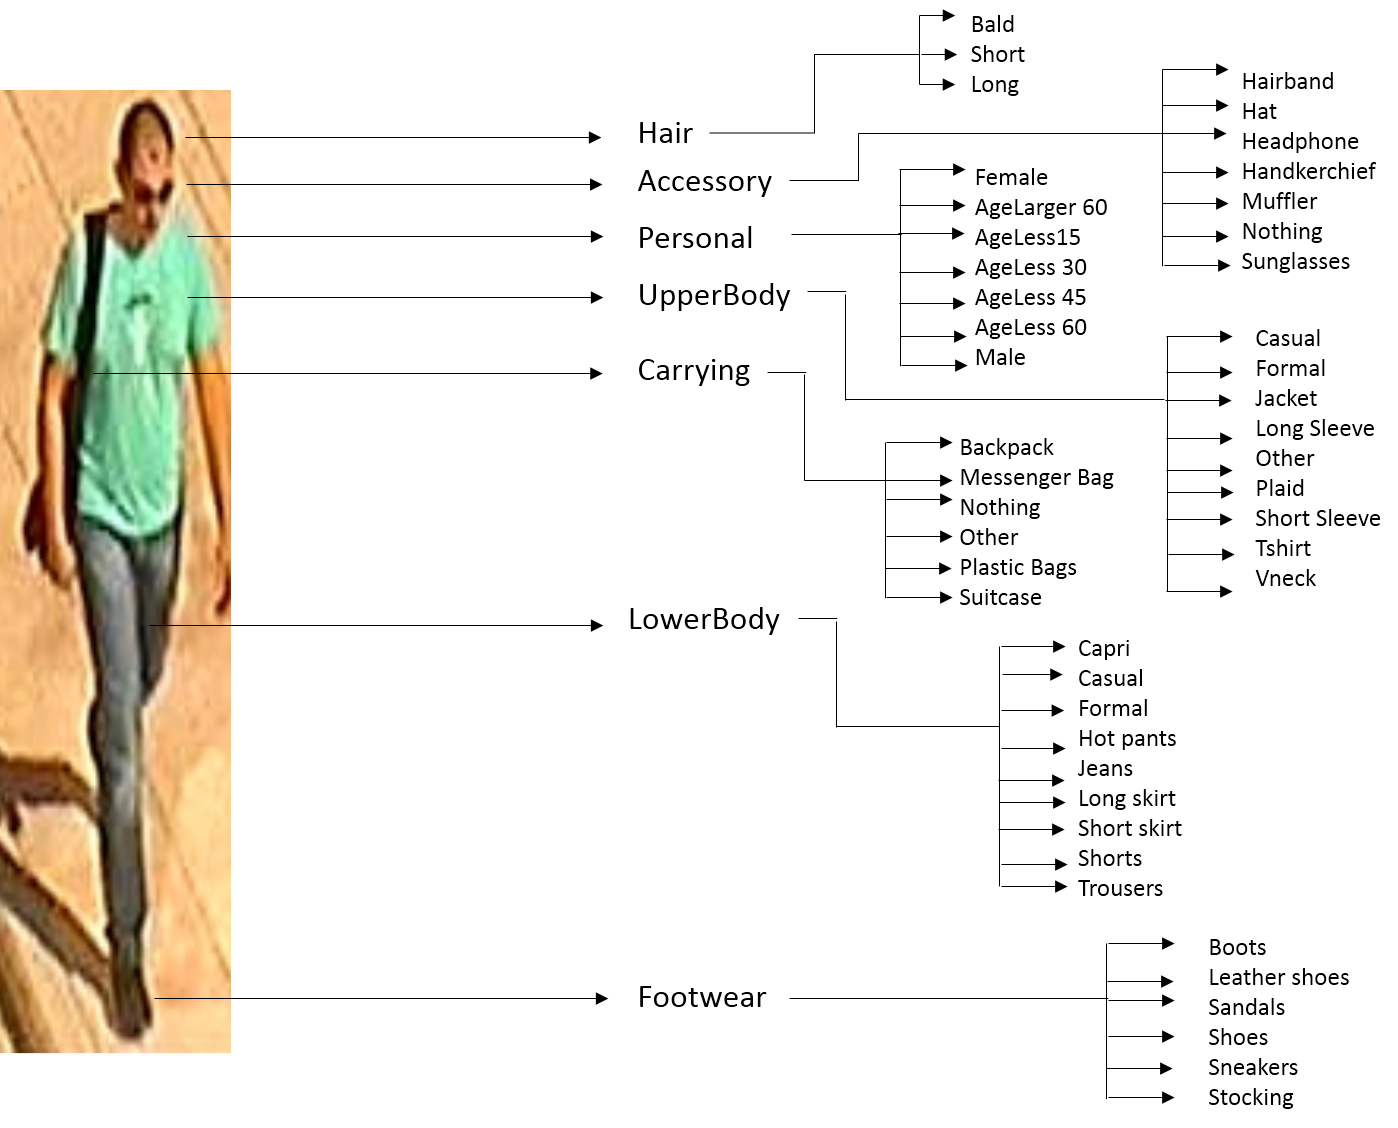 Hair
Bald
Short
Long
Accessory
Hairband
Hat
Headphone
Handkerchief
Muffler
Nothing
Sunglasses
Personal
Female
AgeLarger 60
AgeLess15
AgeLess 30
AgeLess 45
AgeLess 60
Male
UpperBody
Casual
Formal
Jacket
Long Sleeve
Other
Plaid
Short Sleeve
Tshirt
Vneck
Carrying
Backpack
Messenger Bag
Nothing
Other
Plastic Bags
Suitcase
LowerBody
Capri
Casual
Formal
Hot pants
Jeans
Long skirt
Short skirt
Shorts
Trousers
Footwear
Boots
Leather shoes
Sandals
Shoes
Sneakers
Stocking